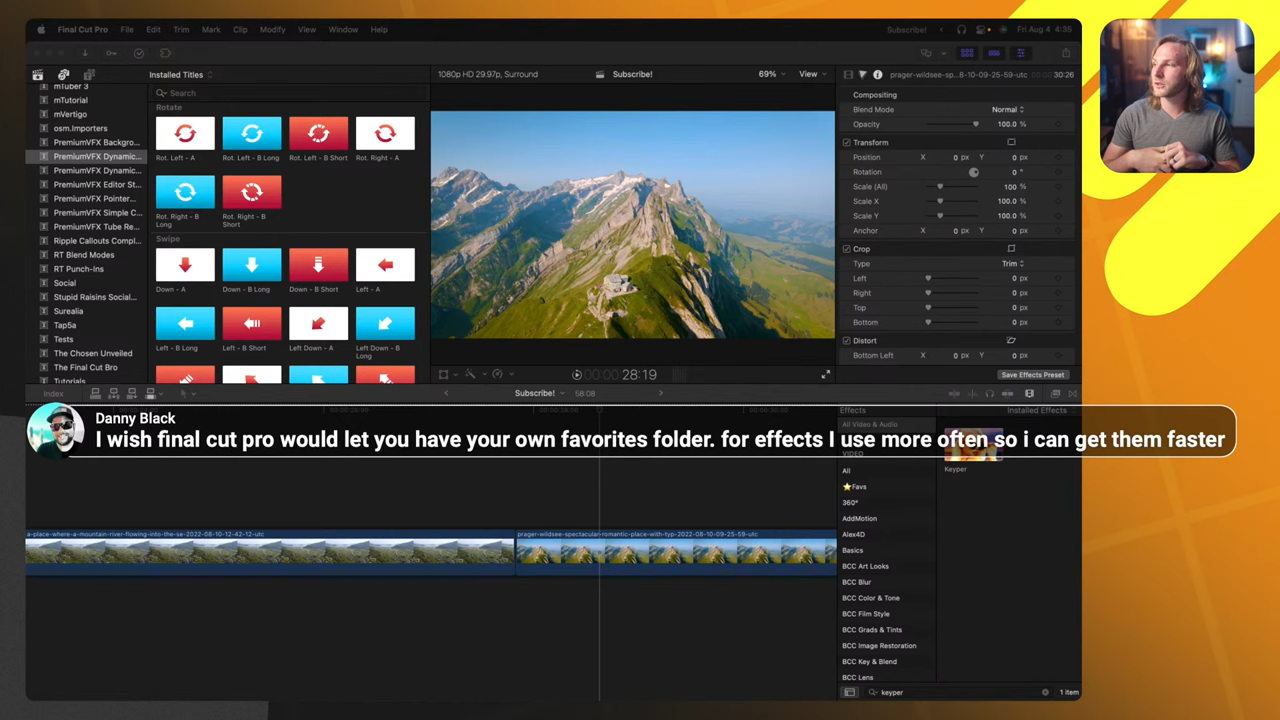 Final Cut Pro File Edit Trim Mark Clip Modify View Window Help
Subscribe! Fri Aug 4 4:35
Installed Titles
1080p HD 29.97p, Surround
Subscribe!
69% View
prager-wildsee-sp...8-10-09-25-59-utc
30:26
mTuber 3
mTutorial
mVertigo
osm.Importers
PremiumVFX Backgro...
PremiumVFX Dynamic...
PremiumVFX Dynamic...
PremiumVFX Editor St...
PremiumVFX Pointer...
PremiumVFX Simple C...
PremiumVFX Tube Re...
Ripple Callouts Compl...
RT Blend Modes
RT Punch-Ins
Social
Stupid Raisins Social...
Surealia
Tap5a
Tests
The Chosen Unveiled
The Final Cut Bro
Tutorials
Search
Rotate
Rot. Left - A
Rot. Left - B Long
Rot. Left - B Short
Rot. Right - A
Rot. Right - B Long
Rot. Right - B Short
Swipe
Down - A
Down - B Long
Down - B Short
Left - A
Left - B Long
Left - B Short
Left Down - A
Left Down - B Long
Compositing
Blend Mode Normal
Opacity 100.0 %
Transform
Position X 0 px Y 0 px
Rotation 0 °
Scale (All) 100 %
Scale X 100.0 %
Scale Y 100.0 %
Anchor X 0 px Y 0 px
Crop
Type Trim
Left 0 px
Right 0 px
Top 0 px
Bottom 0 px
Distort
Bottom Left X 0 px Y 0 px
Save Effects Preset
28:19
Index
Subscribe! 58:08
Effects Installed Effects
Danny Black
I wish final cut pro would let you have your own favorites folder. for effects I use more often so i can get them faster
All Video & Audio
VIDEO
All
⭐Favs
360°
AddMotion
Alex4D
Basics
BCC Art Looks
BCC Blur
BCC Color & Tone
BCC Film Style
BCC Grads & Tints
BCC Image Restoration
BCC Key & Blend
BCC Lens
Keyper
a-place-where-a-mountain-river-flowing-into-the-se-2022-08-10-12-42-12-utc
prager-wildsee-spectacular-romantic-place-with-typ-2022-08-10-09-25-59-utc
keyper
1 item